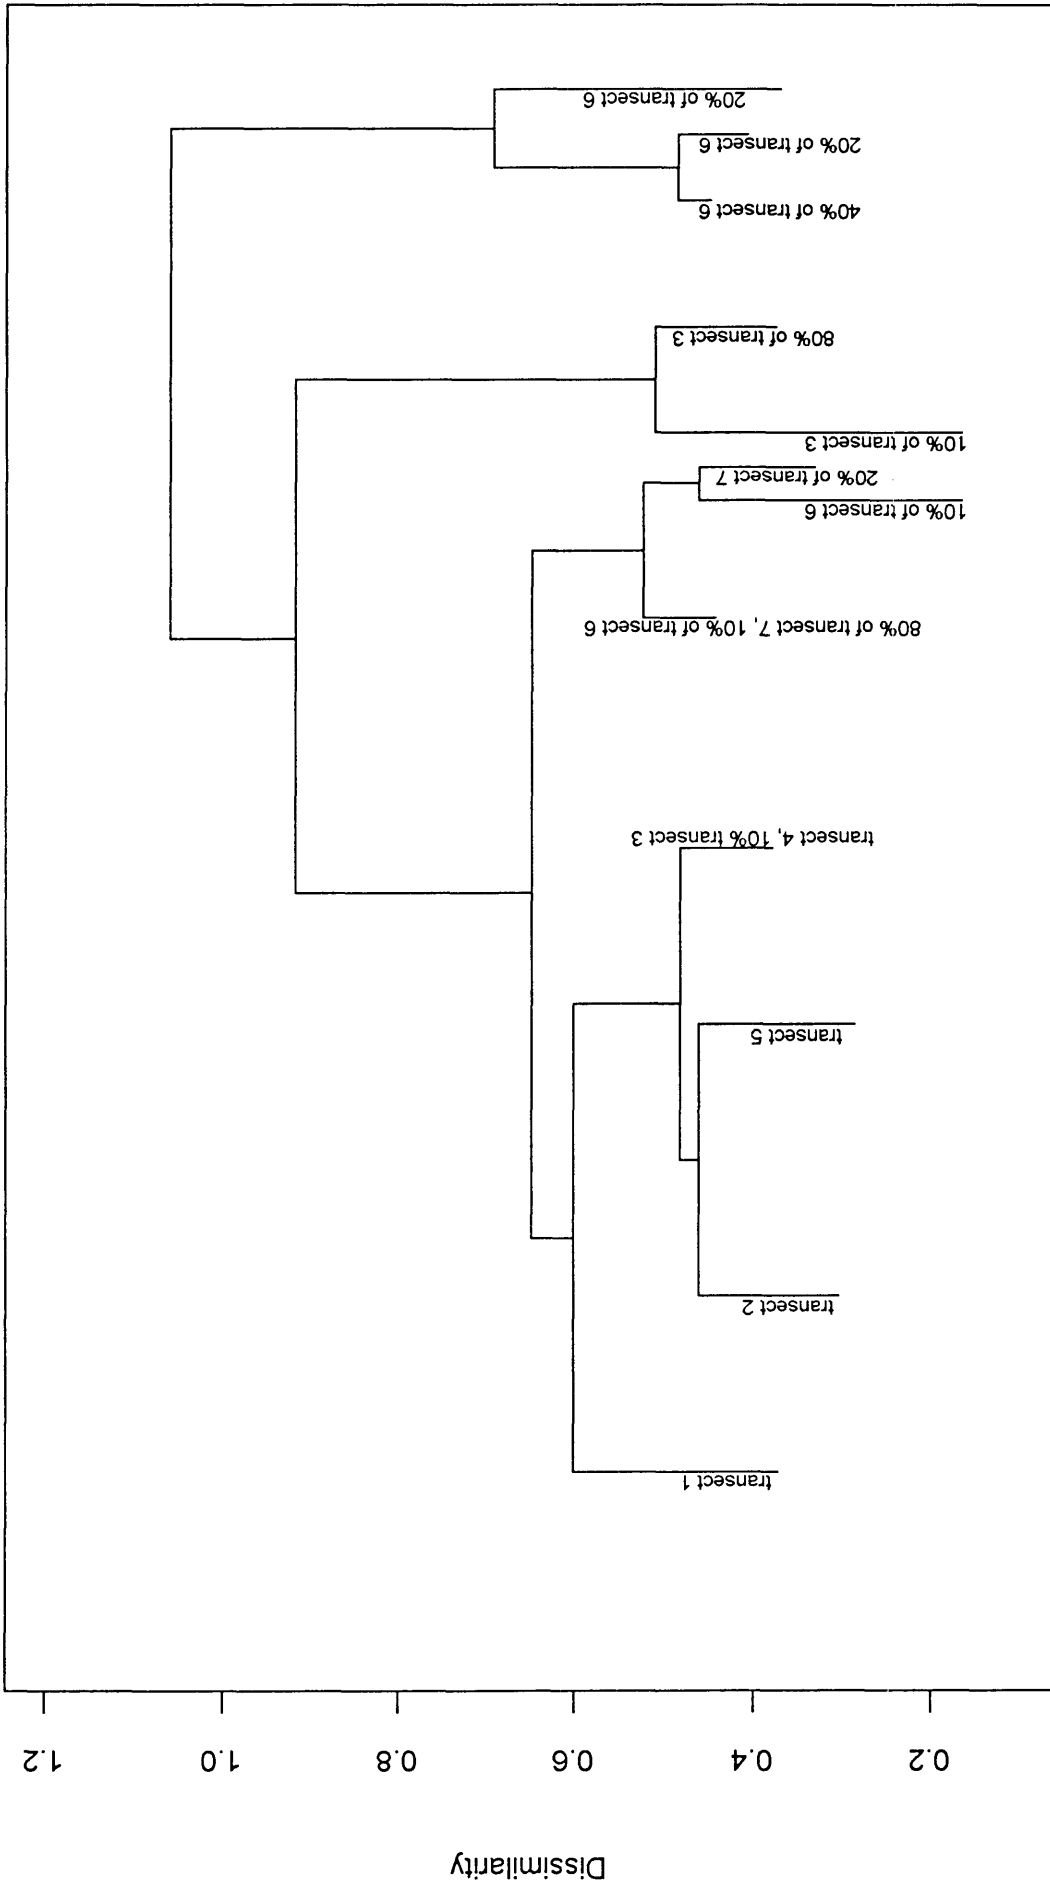 20% of transect 6
20% of transect 6
40% of transect 6
80% of transect 3
10% of transect 3
20% of transect 7
10% of transect 6
80% of transect 7, 10% of transect 6
transect 4, 10% transect 3
transect 5
transect 2
transect 1
1.2 1.0 0.8 0.6 0.4 0.2
Dissimilarity